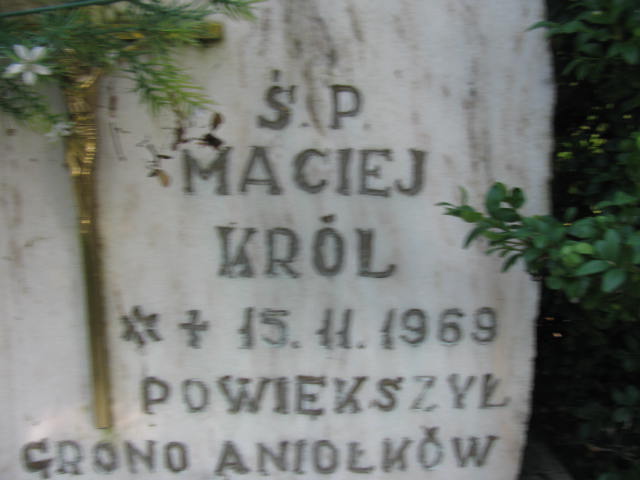 Ś.P.
MACIEJ
KRÓL
* + 15.11.1969
POWIĘKSZYŁ
GRONO ANIOŁKÓW